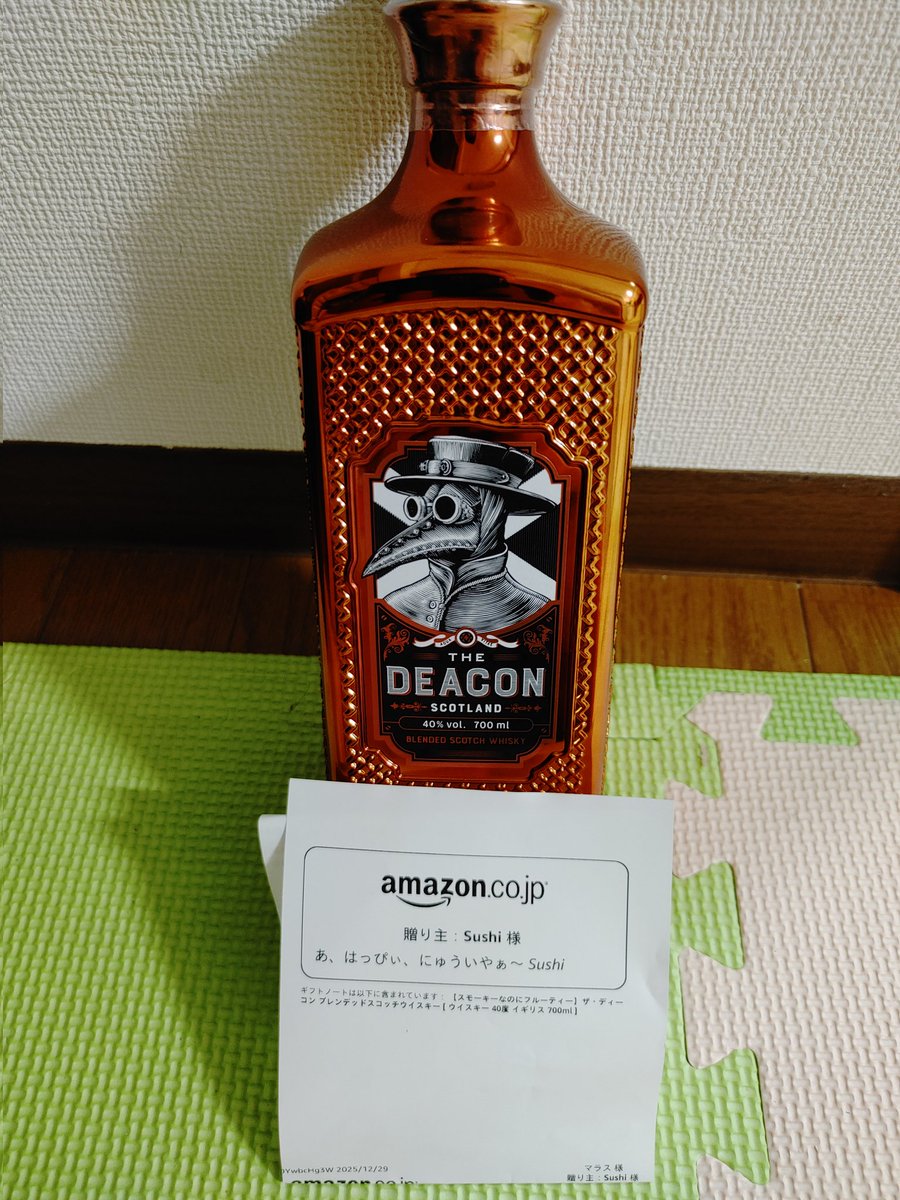 THE
DEACON
SCOTLAND
40% vol. 700 ml
BLENDED SCOTCH WHISKY
amazon.co.jp
贈り主：Sushi 様
あ、はっぴぃ、にゅういやぁ〜 Sushi
ギフトノートは以下に含まれています：【スモーキーなのにフルーティー】ザ・ディー
コン ブレンデッドスコッチウイスキー [ ウイスキー 40度 イギリス 700ml ]
YwbcHg3W 2025/12/29
マラス 様
amazon.co.jp
贈り主：Sushi 様